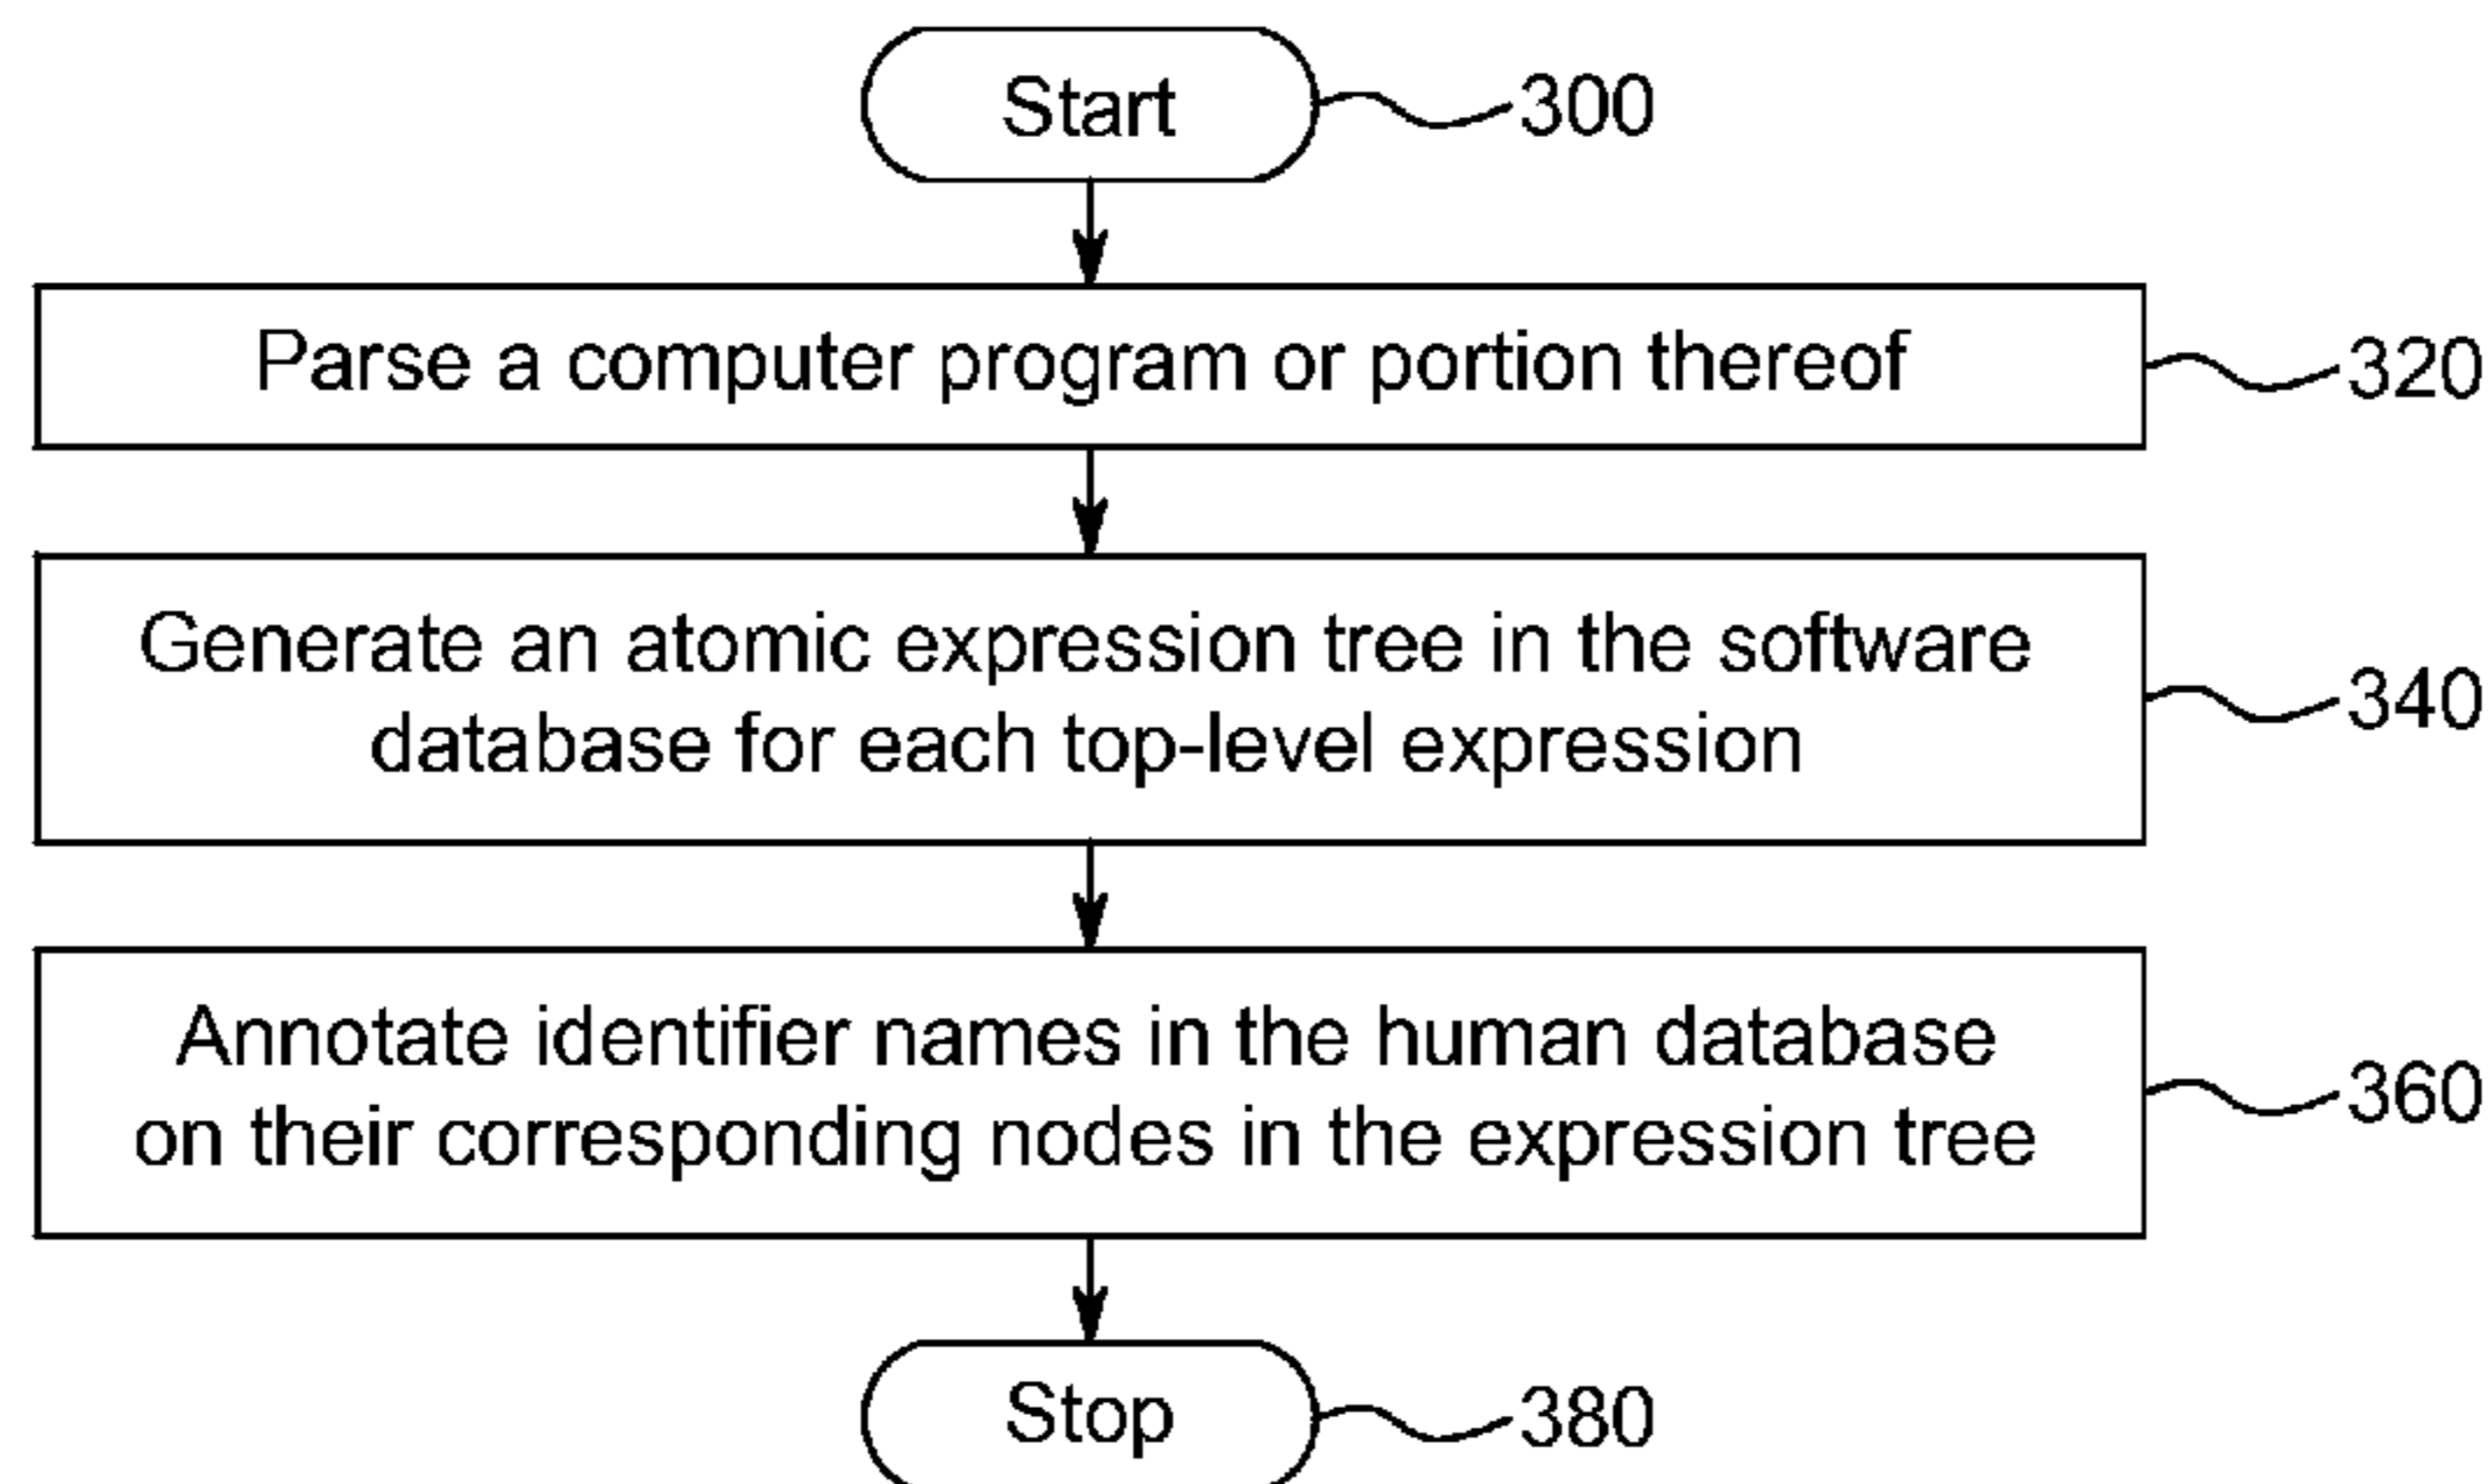 Start
300
Parse a computer program or portion thereof
320
Generate an atomic expression tree in the software
database for each top-level expression
340
Annotate identifier names in the human database
on their corresponding nodes in the expression tree
360
Stop
380